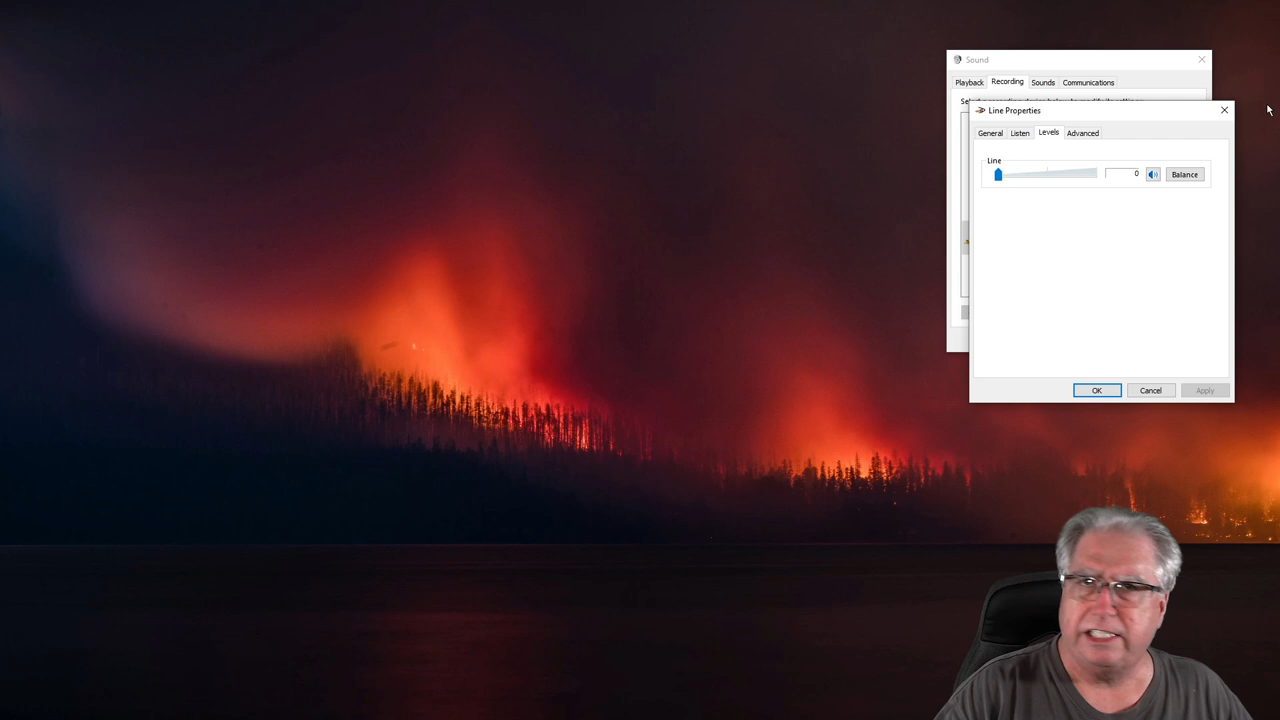 Sound
Playback Recording Sounds Communications
Line Properties
General Listen Levels Advanced
Line
0 Balance
OK Cancel Apply